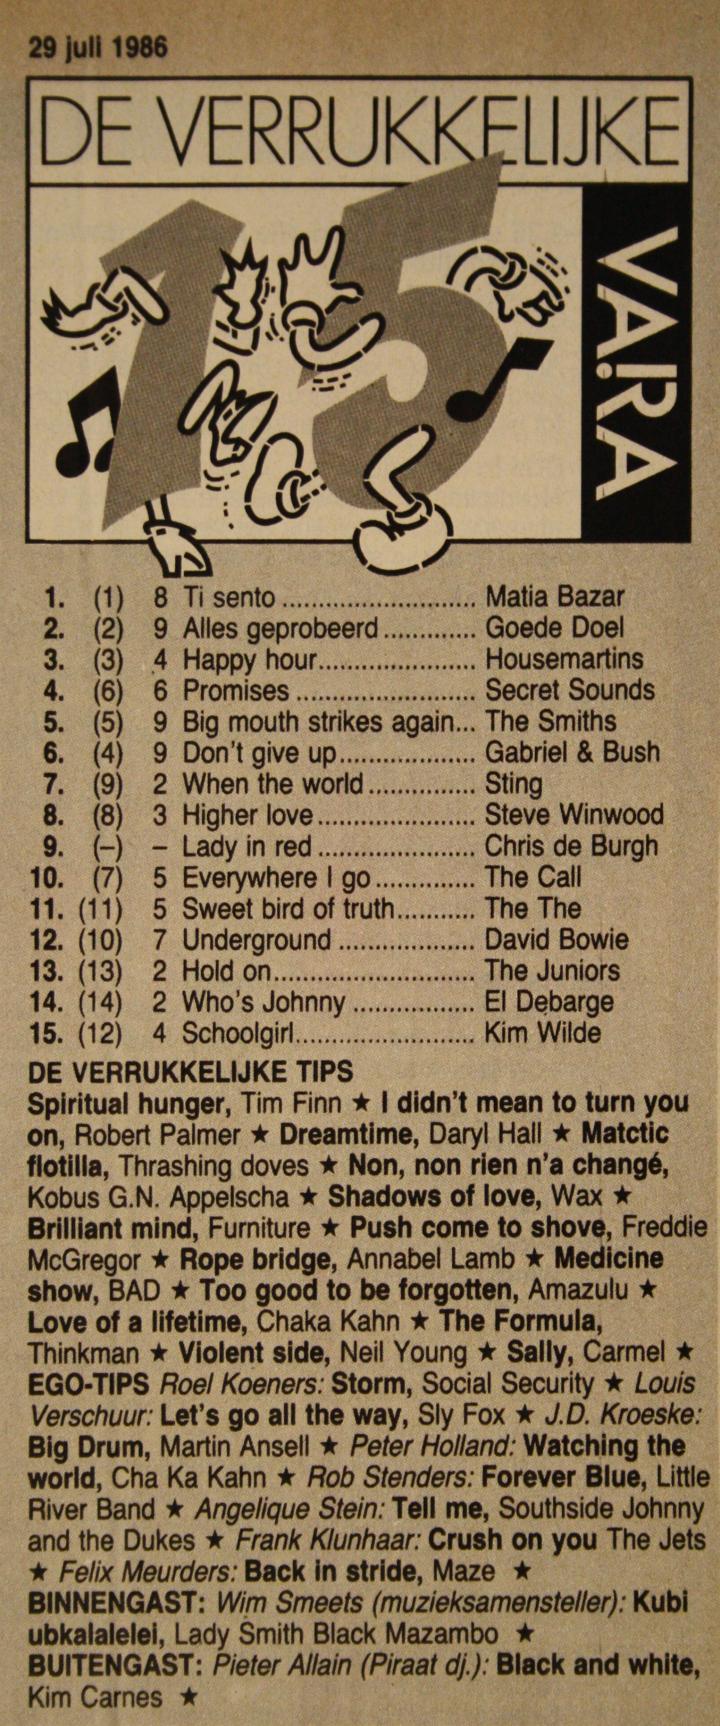 29 juli 1986
DE VERRUKKELIJKE
15
VARA
1. (1) 8 Ti sento .......................... Matia Bazar
2. (2) 9 Alles geprobeerd ............. Goede Doel
3. (3) 4 Happy hour...................... Housemartins
4. (6) 6 Promises ......................... Secret Sounds
5. (5) 9 Big mouth strikes again... The Smiths
6. (4) 9 Don't give up................... Gabriel & Bush
7. (9) 2 When the world ............... Sting
8. (8) 3 Higher love ...................... Steve Winwood
9. (–) – Lady in red ...................... Chris de Burgh
10. (7) 5 Everywhere I go .............. The Call
11. (11) 5 Sweet bird of truth........... The The
12. (10) 7 Underground ................... David Bowie
13. (13) 2 Hold on............................ The Juniors
14. (14) 2 Who's Johnny .................. El Debarge
15. (12) 4 Schoolgirl......................... Kim Wilde
DE VERRUKKELIJKE TIPS
Spiritual hunger, Tim Finn ★ I didn't mean to turn you
on, Robert Palmer ★ Dreamtime, Daryl Hall ★ Matctic
flotilla, Thrashing doves ★ Non, non rien n'a changé,
Kobus G.N. Appelscha ★ Shadows of love, Wax ★
Brilliant mind, Furniture ★ Push come to shove, Freddie
McGregor ★ Rope bridge, Annabel Lamb ★ Medicine
show, BAD ★ Too good to be forgotten, Amazulu ★
Love of a lifetime, Chaka Kahn ★ The Formula,
Thinkman ★ Violent side, Neil Young ★ Sally, Carmel ★
EGO-TIPS Roel Koeners: Storm, Social Security ★ Louis
Verschuur: Let's go all the way, Sly Fox ★ J.D. Kroeske:
Big Drum, Martin Ansell ★ Peter Holland: Watching the
world, Cha Ka Kahn ★ Rob Stenders: Forever Blue, Little
River Band ★ Angelique Stein: Tell me, Southside Johnny
and the Dukes ★ Frank Klunhaar: Crush on you The Jets
★ Felix Meurders: Back in stride, Maze ★
BINNENGAST: Wim Smeets (muzieksamensteller): Kubi
ubkalalelei, Lady Smith Black Mazambo ★
BUITENGAST: Pieter Allain (Piraat dj.): Black and white,
Kim Carnes ★